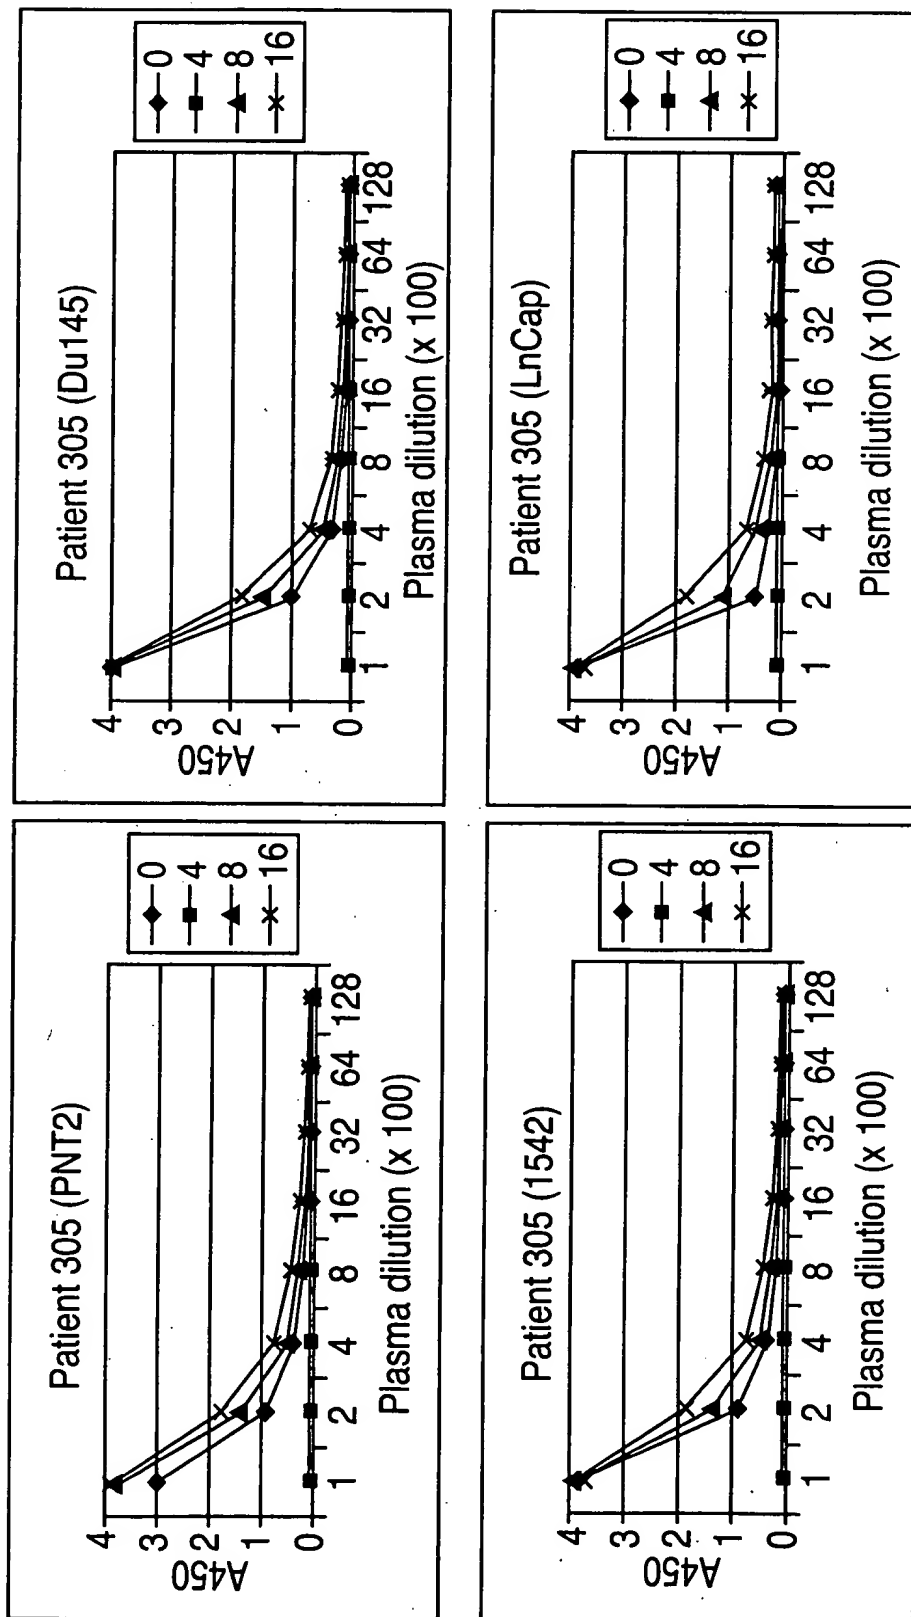 Patient 305 (PNT2)
A450
4
3
2
1
0
1 2 4 8 16 32 64 128
Plasma dilution (x 100)
0
4
8
16
Patient 305 (Du145)
A450
4
3
2
1
0
1 2 4 8 16 32 64 128
Plasma dilution (x 100)
0
4
8
16
Patient 305 (1542)
A450
4
3
2
1
0
1 2 4 8 16 32 64 128
Plasma dilution (x 100)
0
4
8
16
Patient 305 (LnCap)
A450
4
3
2
1
0
1 2 4 8 16 32 64 128
Plasma dilution (x 100)
0
4
8
16